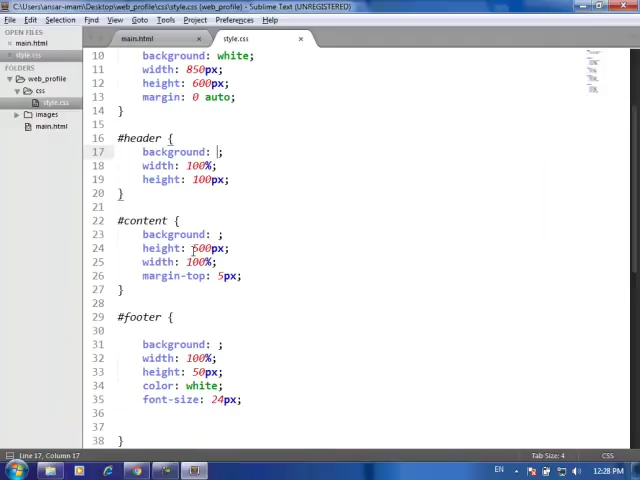 C:\Users\ansar-imam\Desktop\web_profile\css\style.css (web_profile) - Sublime Text (UNREGISTERED)
File Edit Selection Find View Goto Tools Project Preferences Help
OPEN FILES
main.html
style.css
FOLDERS
web_profile
css
style.css
images
main.html
main.html × style.css ×
10 background: white;
11 width: 850px;
12 height: 600px;
13 margin: 0 auto;
14 }
15
16 #header {
17 background: ;
18 width: 100%;
19 height: 100px;
20 }
21
22 #content {
23 background: ;
24 height: 500px;
25 width: 100%;
26 margin-top: 5px;
27 }
28
29 #footer {
30
31 background: ;
32 width: 100%;
33 height: 50px;
34 color: white;
35 font-size: 24px;
36
37
38 }
Line 17, Column 17 Tab Size: 4 CSS
EN 12:28 PM